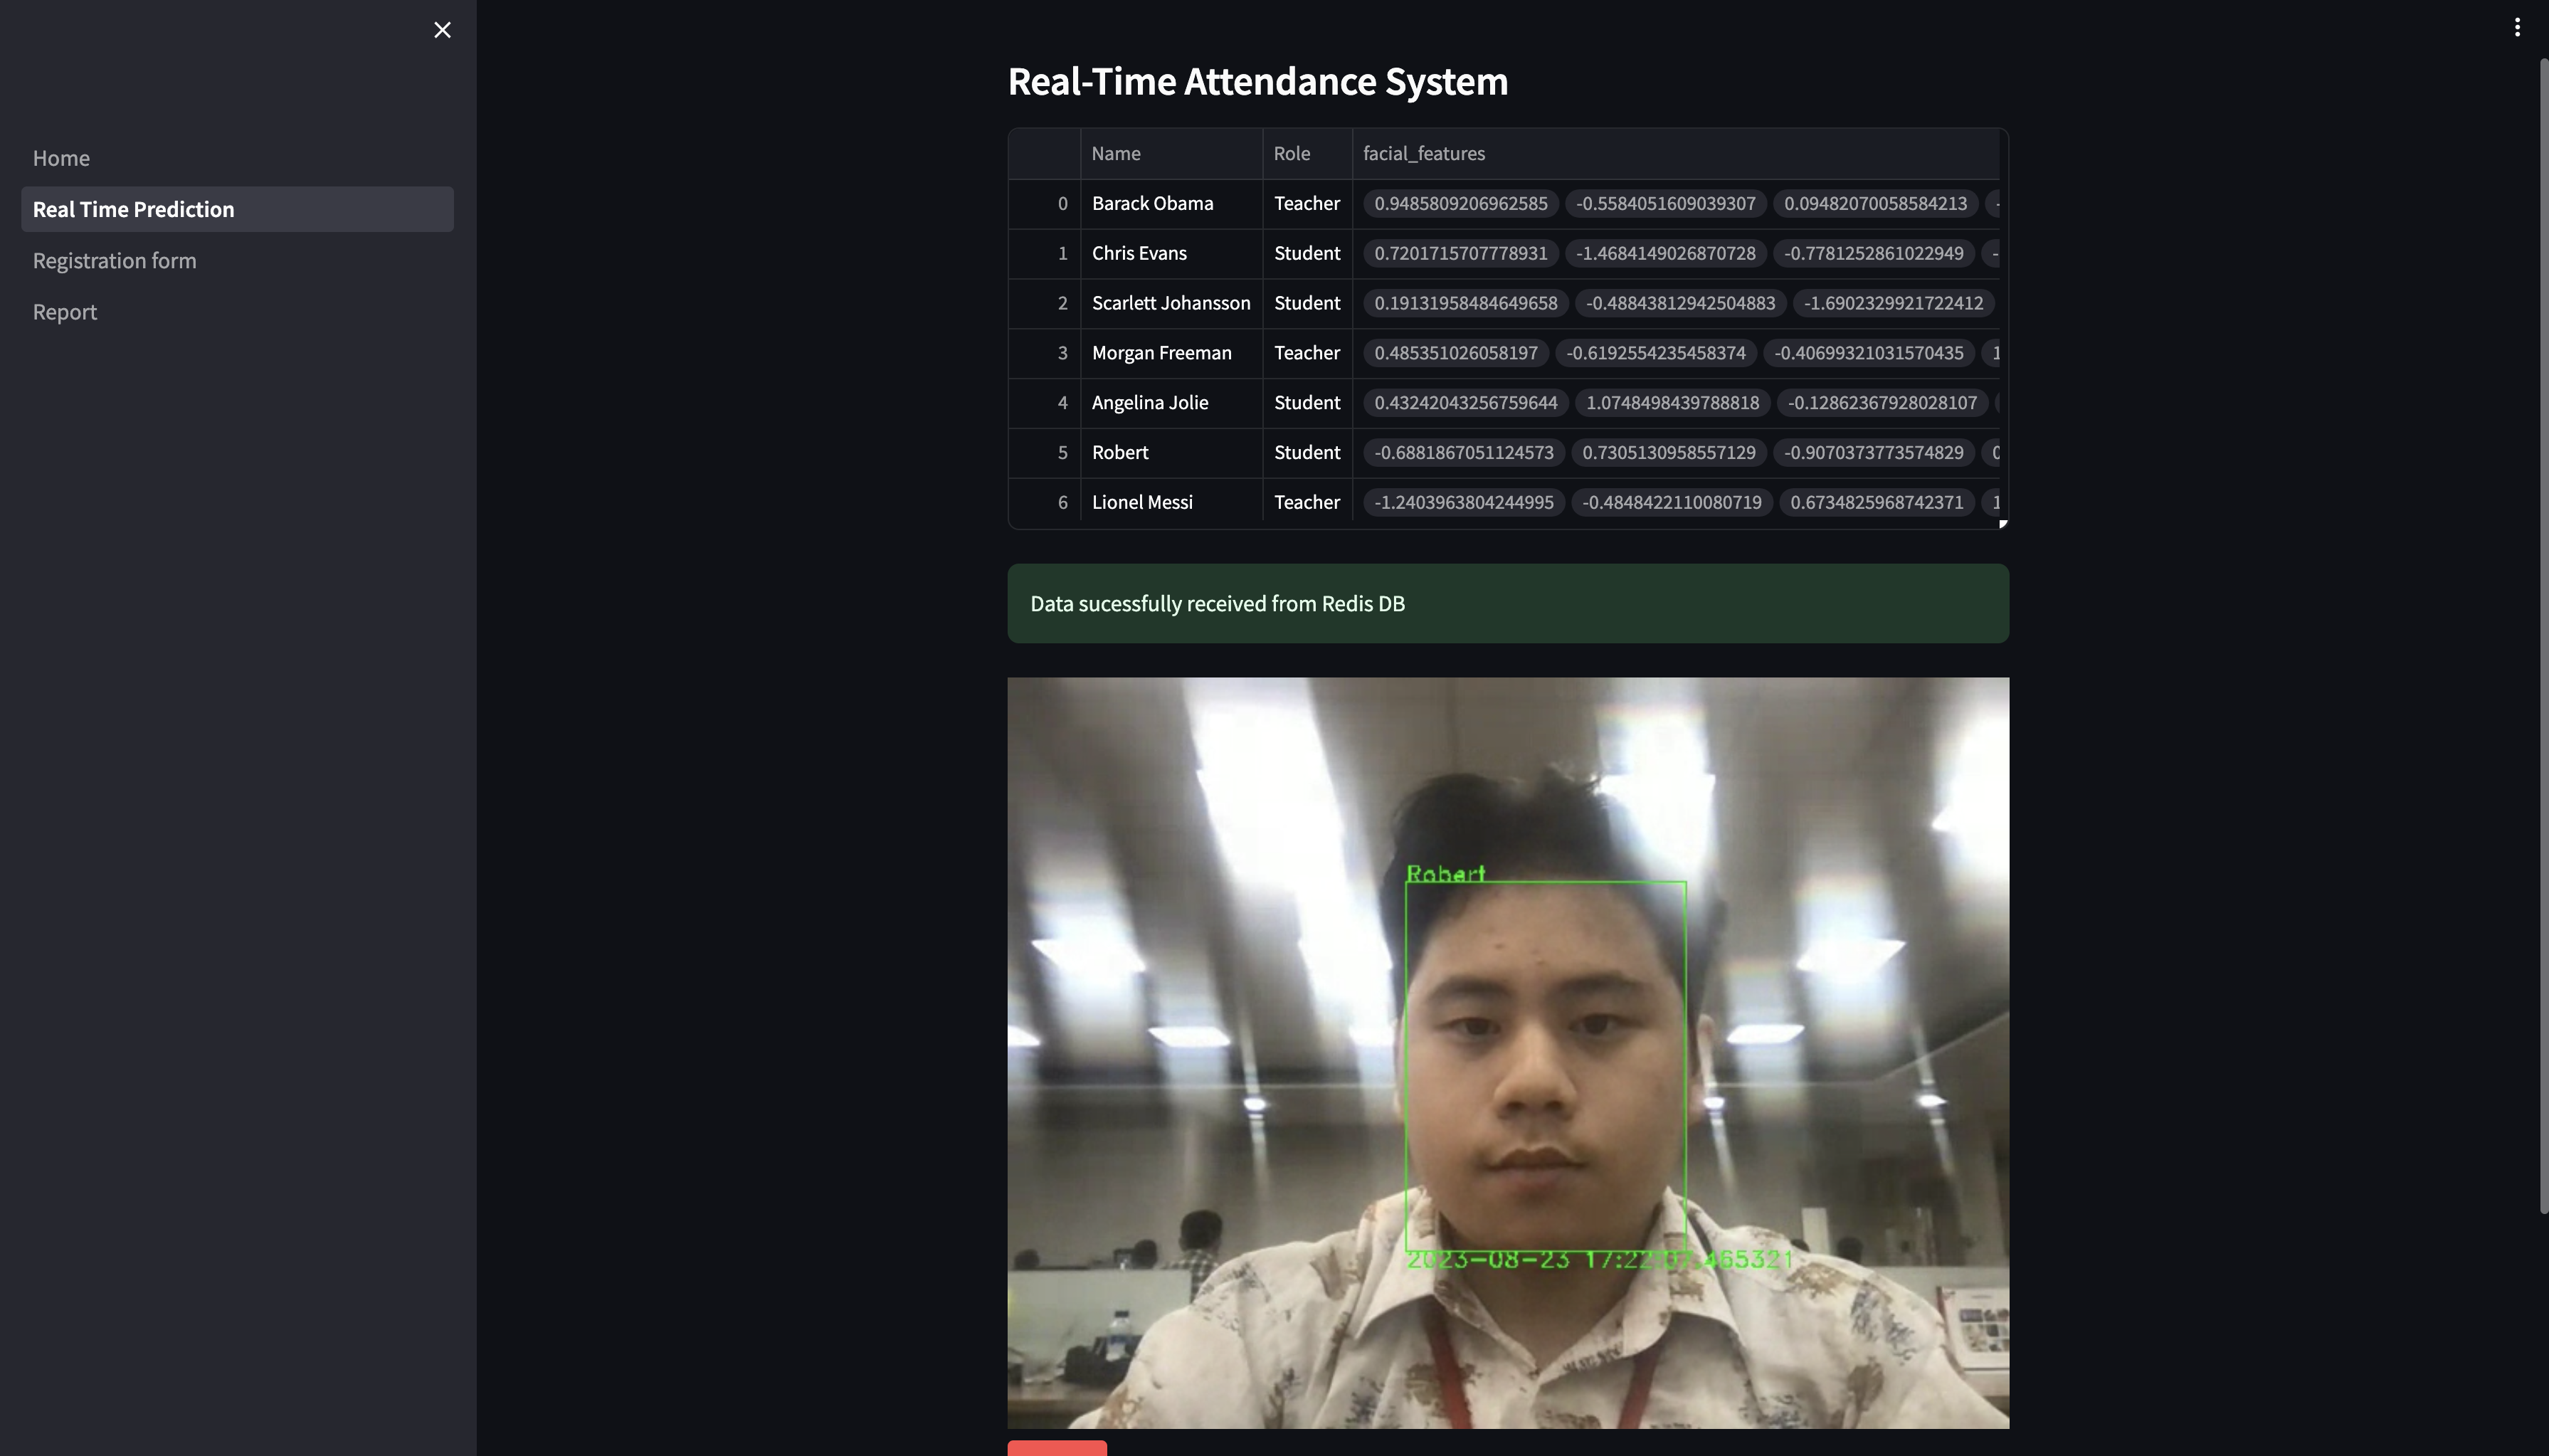 Home
Real Time Prediction
Registration form
Report
Real-Time Attendance System
Name Role facial_features
0 Barack Obama Teacher 0.9485809206962585 -0.5584051609039307 0.09482070058584213 -
1 Chris Evans Student 0.7201715707778931 -1.4684149026870728 -0.7781252861022949 -
2 Scarlett Johansson Student 0.19131958484649658 -0.48843812942504883 -1.6902329921722412
3 Morgan Freeman Teacher 0.485351026058197 -0.6192554235458374 -0.40699321031570435 1
4 Angelina Jolie Student 0.43242043256759644 1.0748498439788818 -0.12862367928028107
5 Robert Student -0.6881867051124573 0.7305130958557129 -0.9070373773574829 0
6 Lionel Messi Teacher -1.2403963804244995 -0.4848422110080719 0.6734825968742371 1
Data sucessfully received from Redis DB
Robert
2023-08-23 17:22:07.465321